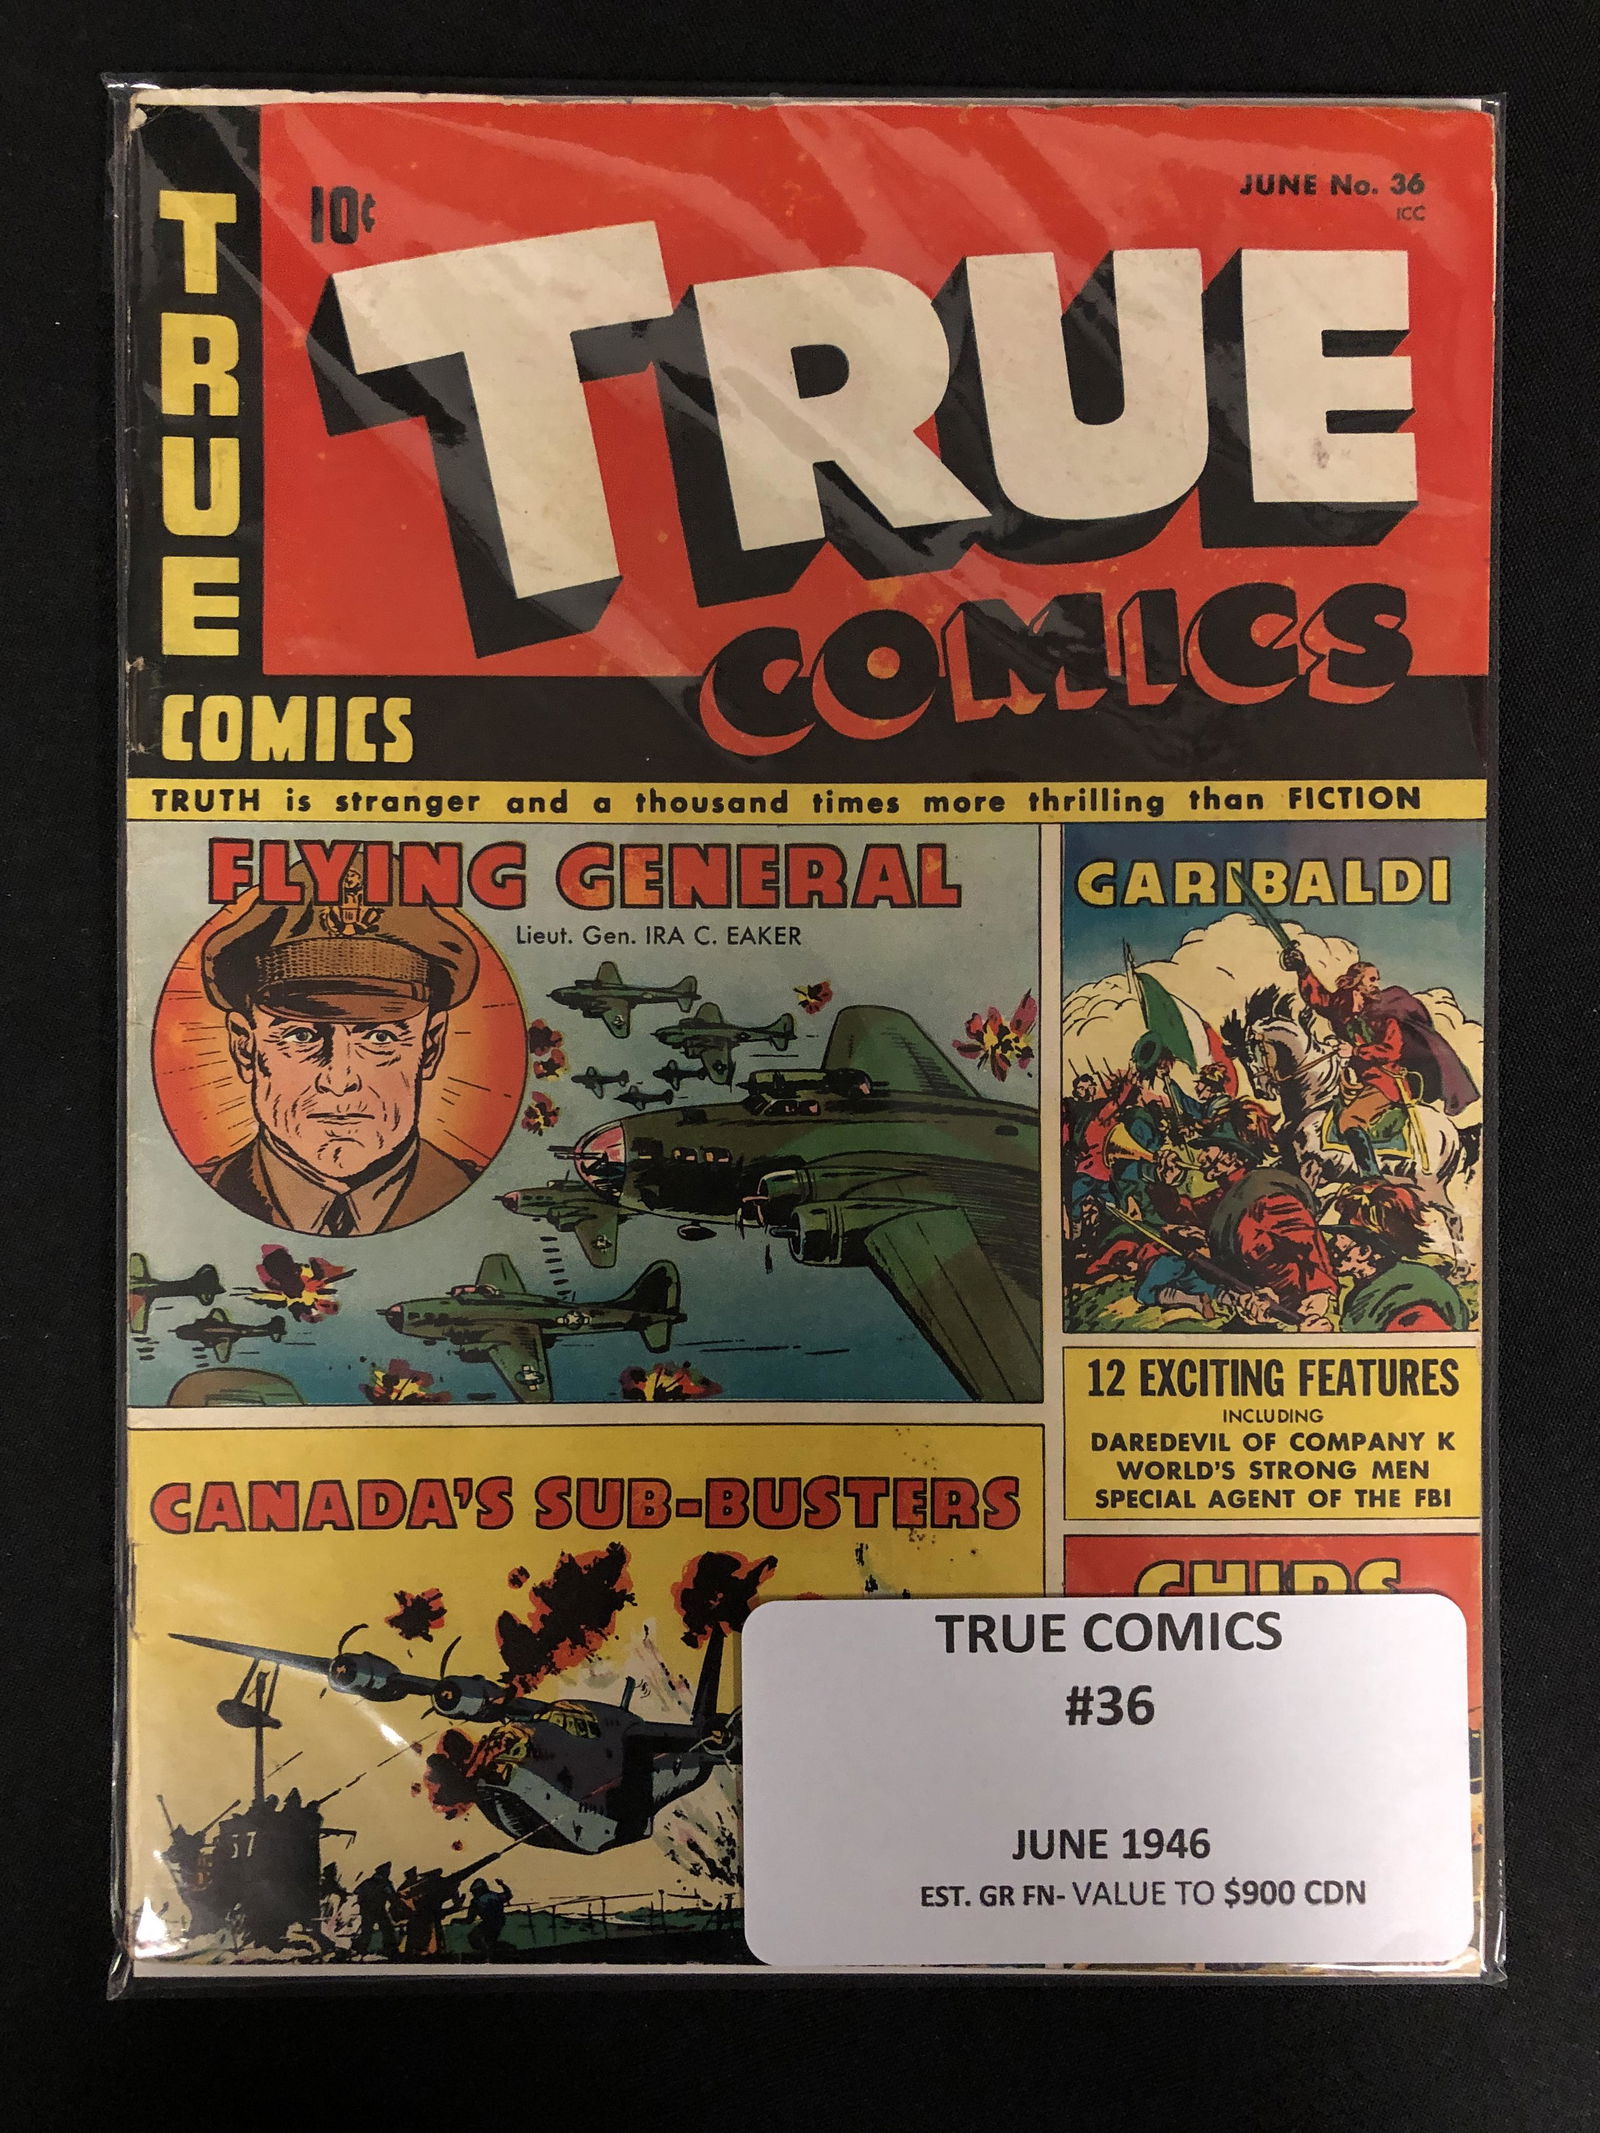 TRUE
COMICS
10¢
JUNE No. 36
ICC
TRUE
COMICS
TRUTH is stranger and a thousand times more thrilling than FICTION
FLYING GENERAL
Lieut. Gen. IRA C. EAKER
GARIBALDI
12 EXCITING FEATURES
INCLUDING
DAREDEVIL OF COMPANY K
WORLD'S STRONG MEN
SPECIAL AGENT OF THE FBI
CANADA'S SUB-BUSTERS
37
TRUE COMICS
#36
JUNE 1946
EST. GR FN- VALUE TO $900 CDN